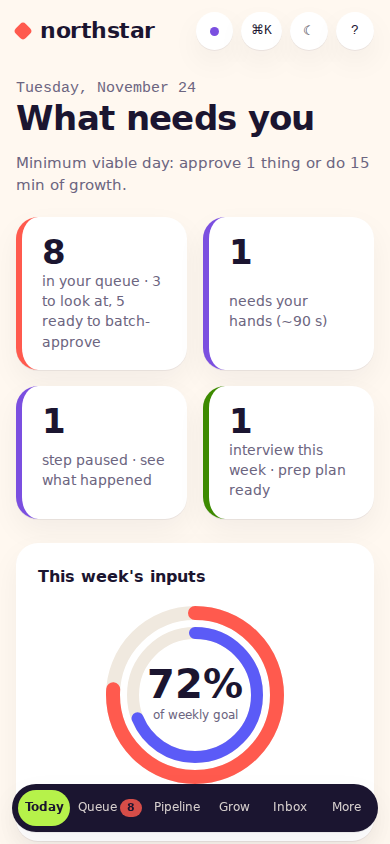 northstar
⌘K
?
Tuesday, November 24
What needs you
Minimum viable day: approve 1 thing or do 15
min of growth.
8
in your queue · 3
to look at, 5
ready to batch-
approve
1
needs your
hands (~90 s)
1
step paused · see
what happened
1
interview this
week · prep plan
ready
This week's inputs
72%
of weekly goal
Today
Queue 8
Pipeline
Grow
Inbox
More